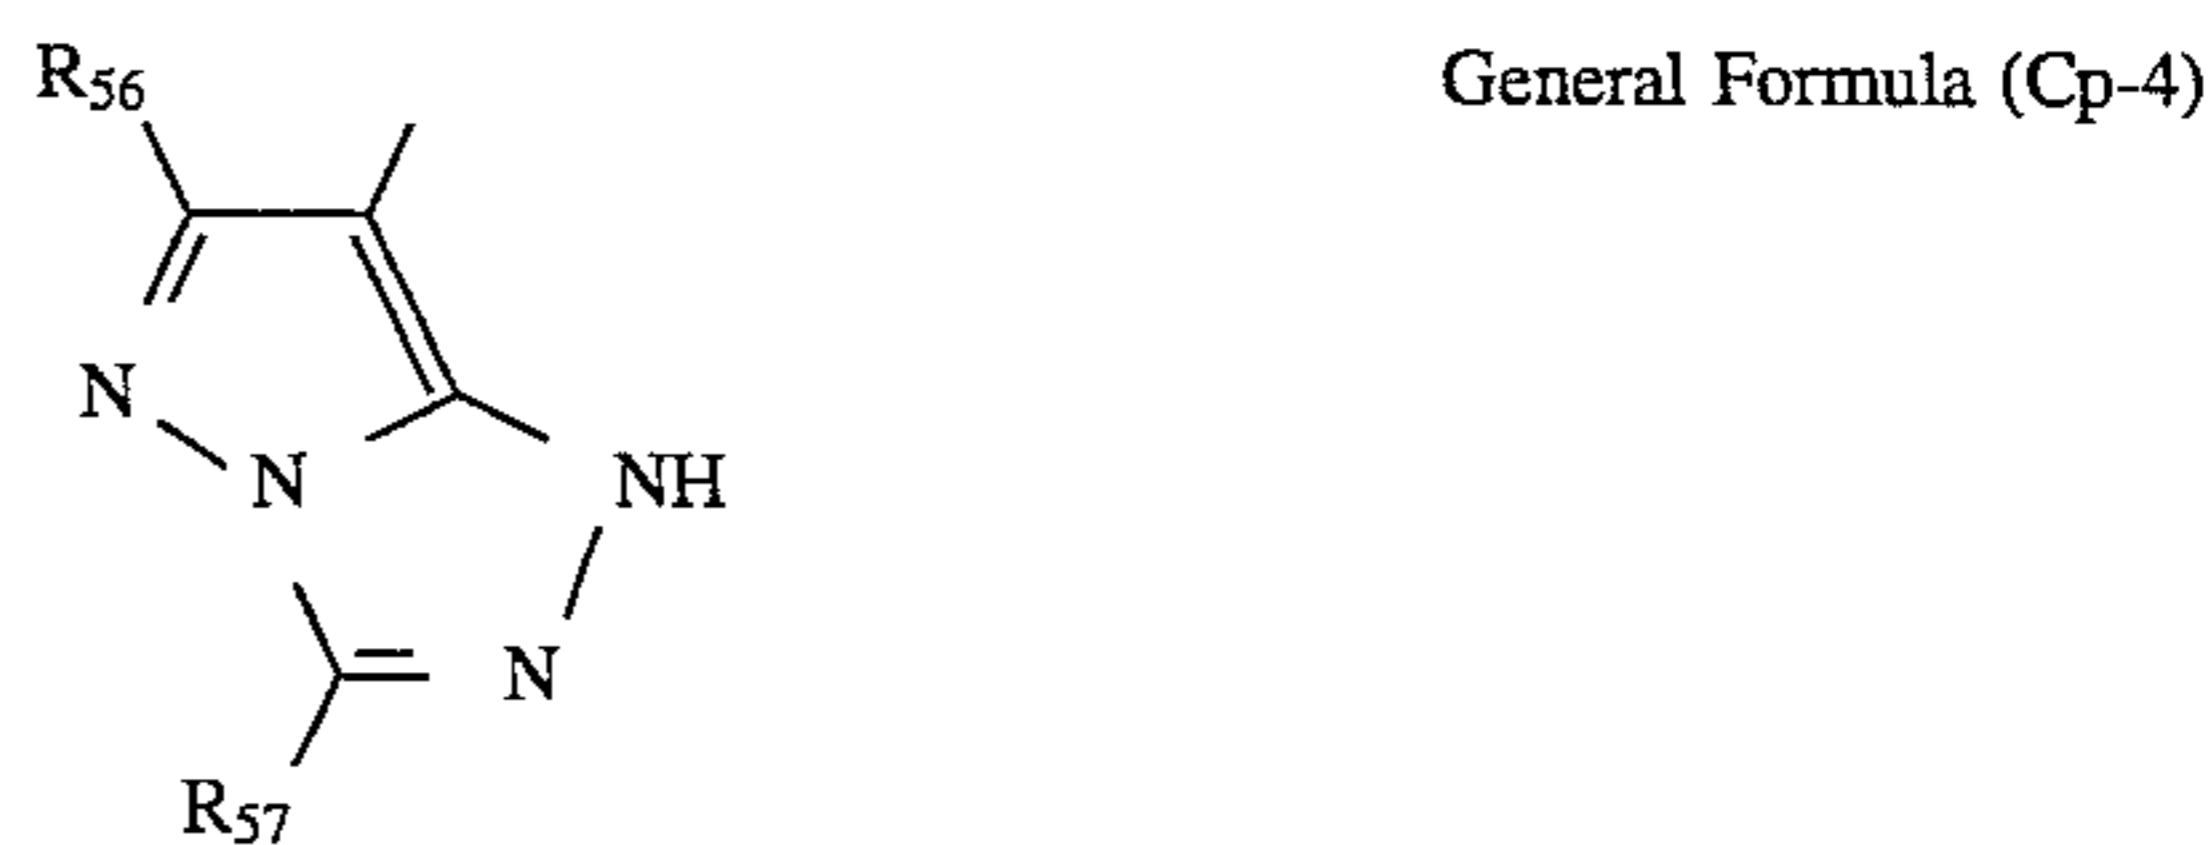 R56
General Formula (Cp-4)
N
N
NH
N
R57